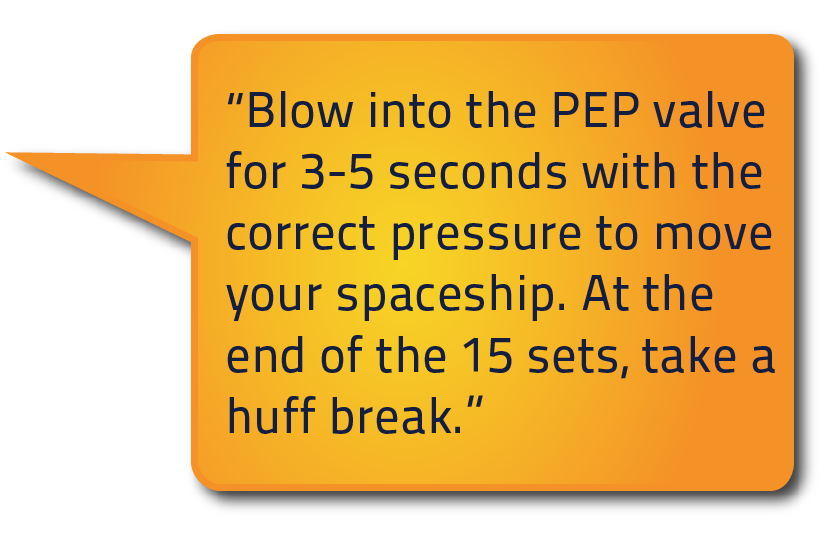 “Blow into the PEP valve
for 3-5 seconds with the
correct pressure to move
your spaceship. At the
end of the 15 sets, take a
huff break.”